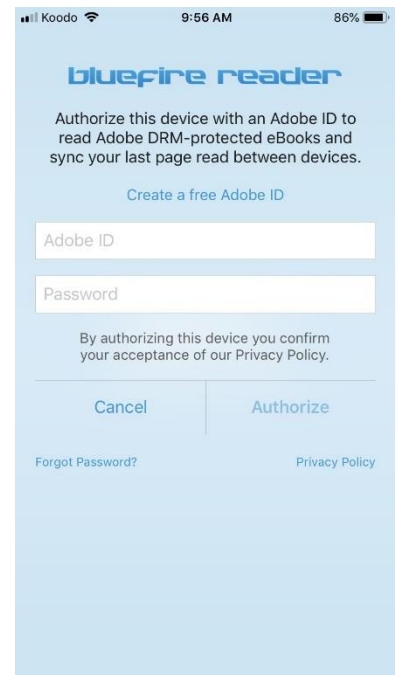 Koodo 9:56 AM 86%
bluefire reader
Authorize this device with an Adobe ID to
read Adobe DRM-protected eBooks and
sync your last page read between devices.
Create a free Adobe ID
Adobe ID
Password
By authorizing this device you confirm
your acceptance of our Privacy Policy.
Cancel Authorize
Forgot Password? Privacy Policy